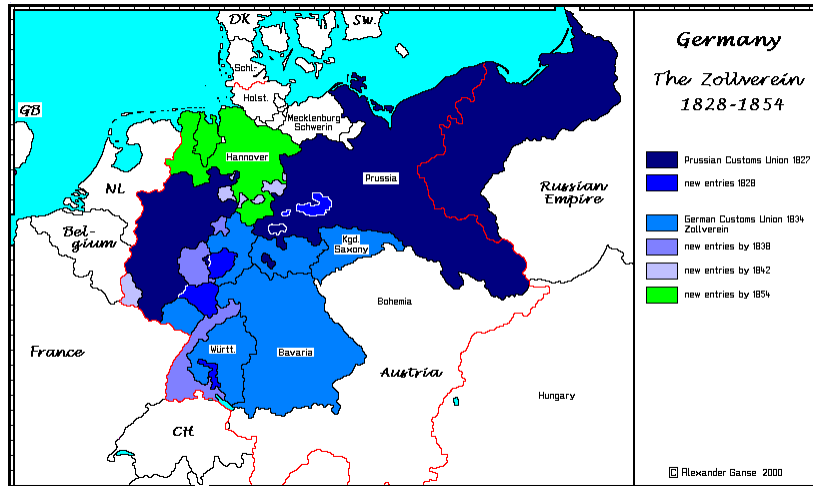 Germany
The Zollverein
1828-1854
Prussian Customs Union 1827
new entries 1828
German Customs Union 1834
Zollverein
new entries by 1838
new entries by 1842
new entries by 1854
© Alexander Ganse 2000
DK
Sw.
Schl.
Holst.
Mecklenburg
Schwerin
GB
Hannover
NL
Prussia
Russian
Empire
Bel-
gium
Kgd.
Saxony
Bohemia
France
Württ.
Bavaria
Austria
Hungary
CH